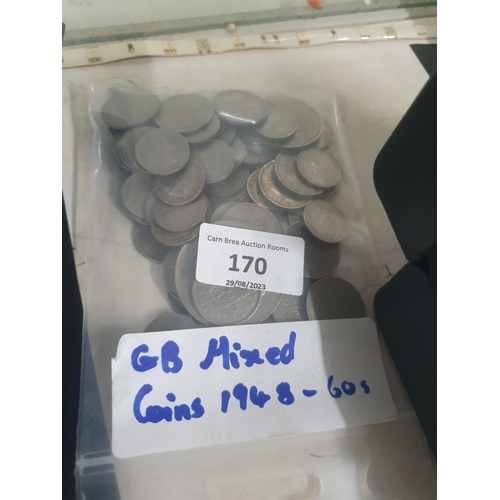 Carn Brea Auction Rooms
170
29/08/2023
GB Mixed
Coins 1948-60s